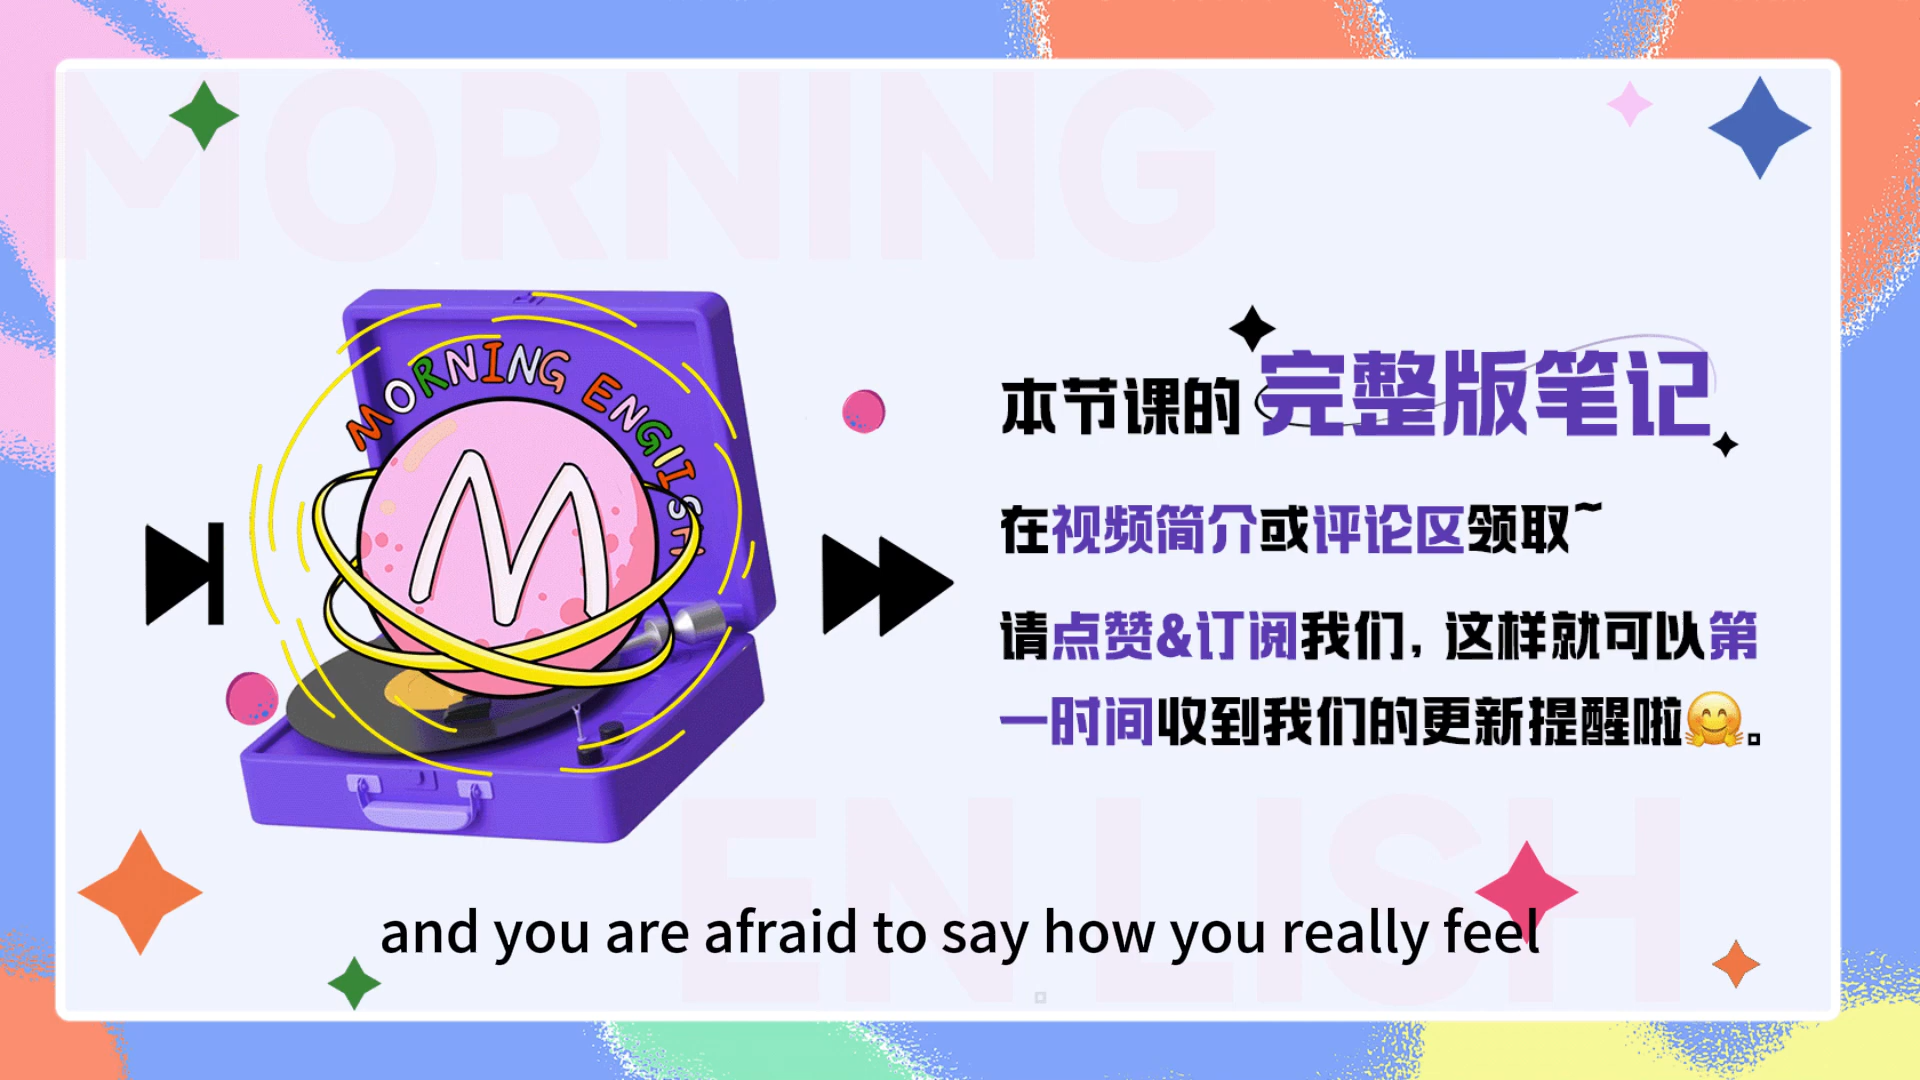 MORNING
MORNING ENGlISH
M
本节课的 完整版笔记
在视频简介或评论区领取~
请点赞&订阅我们，这样就可以第
一时间收到我们的更新提醒啦🤗。
EN LISH
and you are afraid to say how you really feel